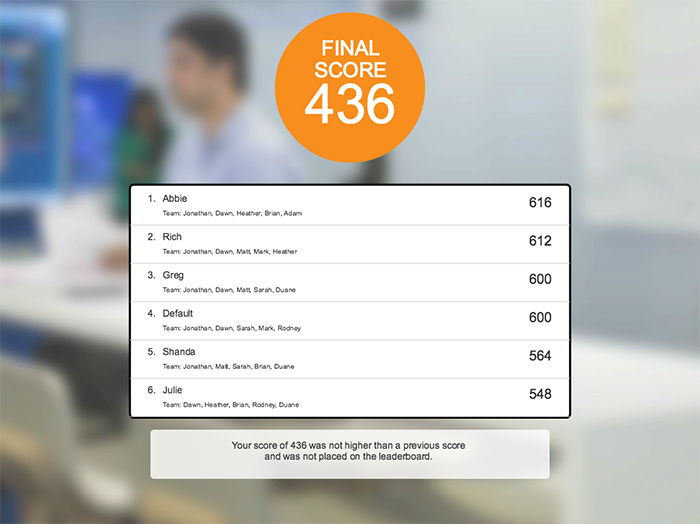 FINAL
SCORE
436
1. Abbie 616
Team: Jonathan, Dawn, Heather, Brian, Adam
2. Rich 612
Team: Jonathan, Dawn, Matt, Mark, Heather
3. Greg 600
Team: Jonathan, Dawn, Matt, Sarah, Duane
4. Default 600
Team: Jonathan, Dawn, Sarah, Mark, Rodney
5. Shanda 564
Team: Jonathan, Matt, Sarah, Brian, Duane
6. Julie 548
Team: Dawn, Heather, Brian, Rodney, Duane
Your score of 436 was not higher than a previous score
and was not placed on the leaderboard.